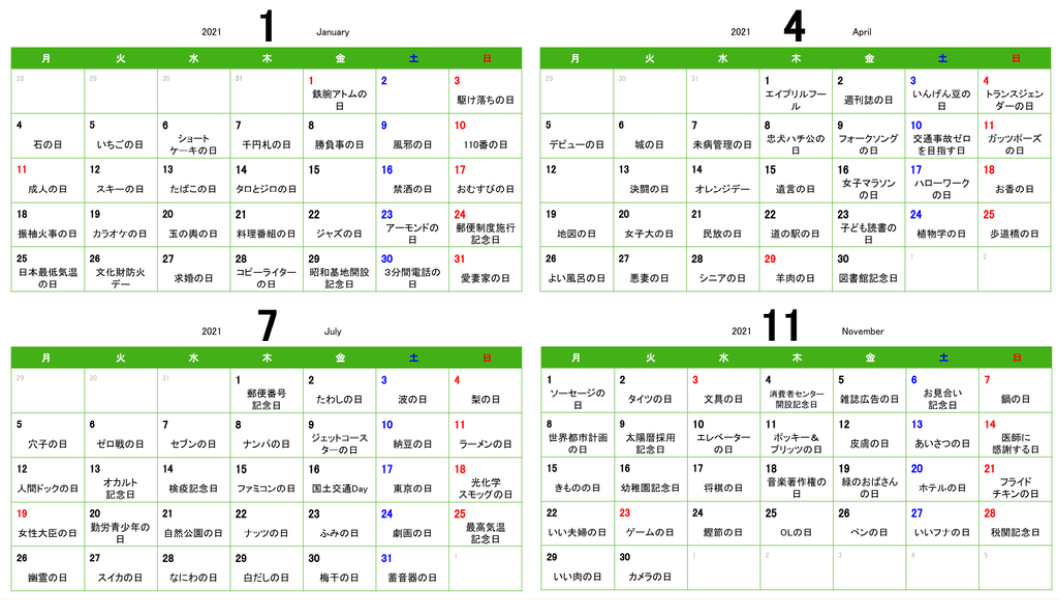 2021 1 January
月 火 水 木 金 土 日
28 29 30 31 1 2 3
鉄腕アトムの
日
駆け落ちの日
4 5 6 7 8 9 10
石の日 いちごの日 ショート
ケーキの日 千円札の日 勝負事の日 風邪の日 110番の日
11 12 13 14 15 16 17
成人の日 スキーの日 たばこの日 タロとジロの日 禁酒の日 おむすびの日
18 19 20 21 22 23 24
振袖火事の日 カラオケの日 玉の輿の日 料理番組の日 ジャズの日 アーモンドの
日 郵便制度施行
記念日
25 26 27 28 29 30 31
日本最低気温
の日 文化財防火
デー 求婚の日 コピーライター
の日 昭和基地開設
記念日 3分間電話の
日 愛妻家の日
2021 4 April
月 火 水 木 金 土 日
29 30 31 1 2 3 4
エイプリルフー
ル 週刊誌の日 いんげん豆の
日 トランスジェン
ダーの日
5 6 7 8 9 10 11
デビューの日 城の日 未病管理の日 忠犬ハチ公の
日 フォークソング
の日 交通事故ゼロ
を目指す日 ガッツポーズ
の日
12 13 14 15 16 17 18
決闘の日 オレンジデー 遺言の日 女子マラソン
の日 ハローワーク
の日 お香の日
19 20 21 22 23 24 25
地図の日 女子大の日 民放の日 道の駅の日 子ども読書の
日 植物学の日 歩道橋の日
26 27 28 29 30 1 2
よい風呂の日 悪妻の日 シニアの日 羊肉の日 図書館記念日
2021 7 July
月 火 水 木 金 土 日
29 30 31 1 2 3 4
郵便番号
記念日 たわしの日 波の日 梨の日
5 6 7 8 9 10 11
穴子の日 ゼロ戦の日 セブンの日 ナンパの日 ジェットコース
ターの日 納豆の日 ラーメンの日
12 13 14 15 16 17 18
人間ドックの日 オカルト
記念日 検疫記念日 ファミコンの日 国土交通Day 東京の日 光化学
スモッグの日
19 20 21 22 23 24 25
女性大臣の日 勤労青少年の
日 自然公園の日 ナッツの日 ふみの日 劇画の日 最高気温
記念日
26 27 28 29 30 31 1
幽霊の日 スイカの日 なにわの日 白だしの日 梅干の日 蓄音器の日
2021 11 November
月 火 水 木 金 土 日
1 2 3 4 5 6 7
ソーセージの
日 タイツの日 文具の日 消費者センター
開設記念日 雑誌広告の日 お見合い
記念日 鍋の日
8 9 10 11 12 13 14
世界都市計画
の日 太陽暦採用
記念日 エレベーター
の日 ポッキー＆
プリッツの日 皮膚の日 あいさつの日 医師に
感謝する日
15 16 17 18 19 20 21
きものの日 幼稚園記念日 将棋の日 音楽著作権の
日 緑のおばさん
の日 ホテルの日 フライド
チキンの日
22 23 24 25 26 27 28
いい夫婦の日 ゲームの日 鰹節の日 OLの日 ペンの日 いいフナの日 税関記念日
29 30 1 2 3 4 5
いい肉の日 カメラの日